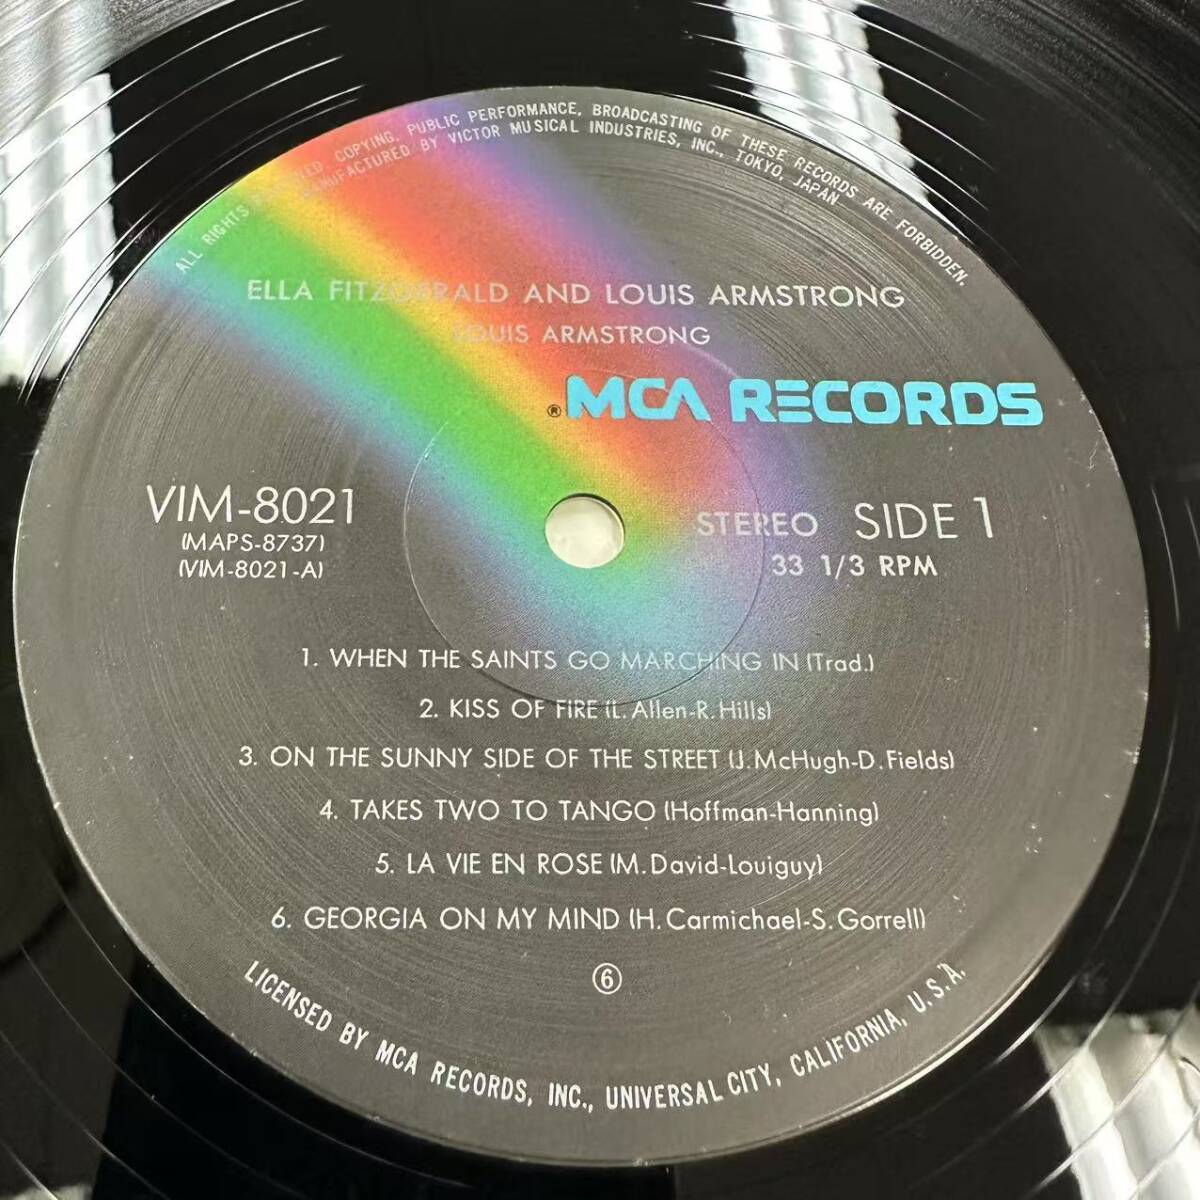 ALL RIGHTS COPYING, PUBLIC PERFORMANCE, BROADCASTING OF THESE RECORDS ARE FORBIDDEN.
MANUFACTURED BY VICTOR MUSICAL INDUSTRIES, INC., TOKYO, JAPAN
ELLA FITZGERALD AND LOUIS ARMSTRONG
LOUIS ARMSTRONG
® MCA RECORDS
VIM-8021
(MAPS-8737)
(VIM-8021-A)
STEREO SIDE 1
33 1/3 RPM
1. WHEN THE SAINTS GO MARCHING IN (Trad.)
2. KISS OF FIRE (L. Allen-R. Hills)
3. ON THE SUNNY SIDE OF THE STREET (J. McHugh-D. Fields)
4. TAKES TWO TO TANGO (Hoffman-Hanning)
5. LA VIE EN ROSE (M. David-Louiguy)
6. GEORGIA ON MY MIND (H. Carmichael-S. Gorrell)
⑥
LICENSED BY MCA RECORDS, INC., UNIVERSAL CITY, CALIFORNIA, U.S.A.